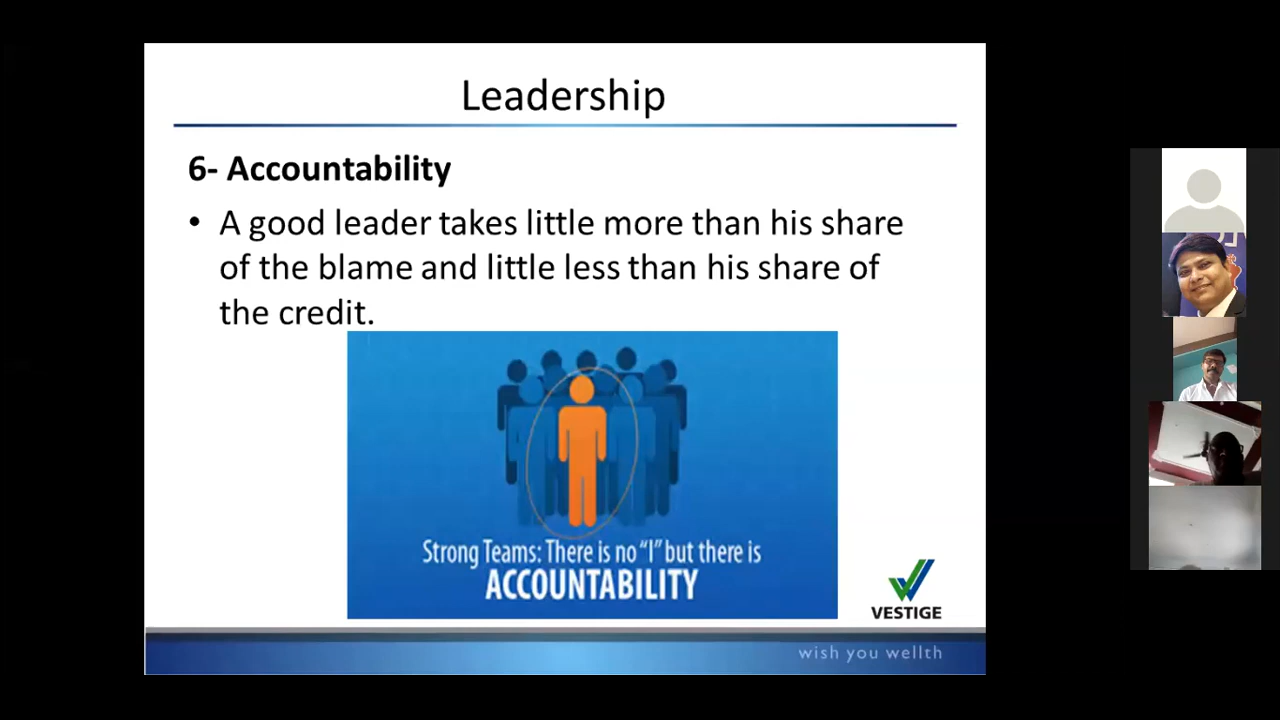 Leadership
6- Accountability
• A good leader takes little more than his share
of the blame and little less than his share of
the credit.
Strong Teams: There is no “I” but there is
ACCOUNTABILITY
VESTIGE
wish you wellth